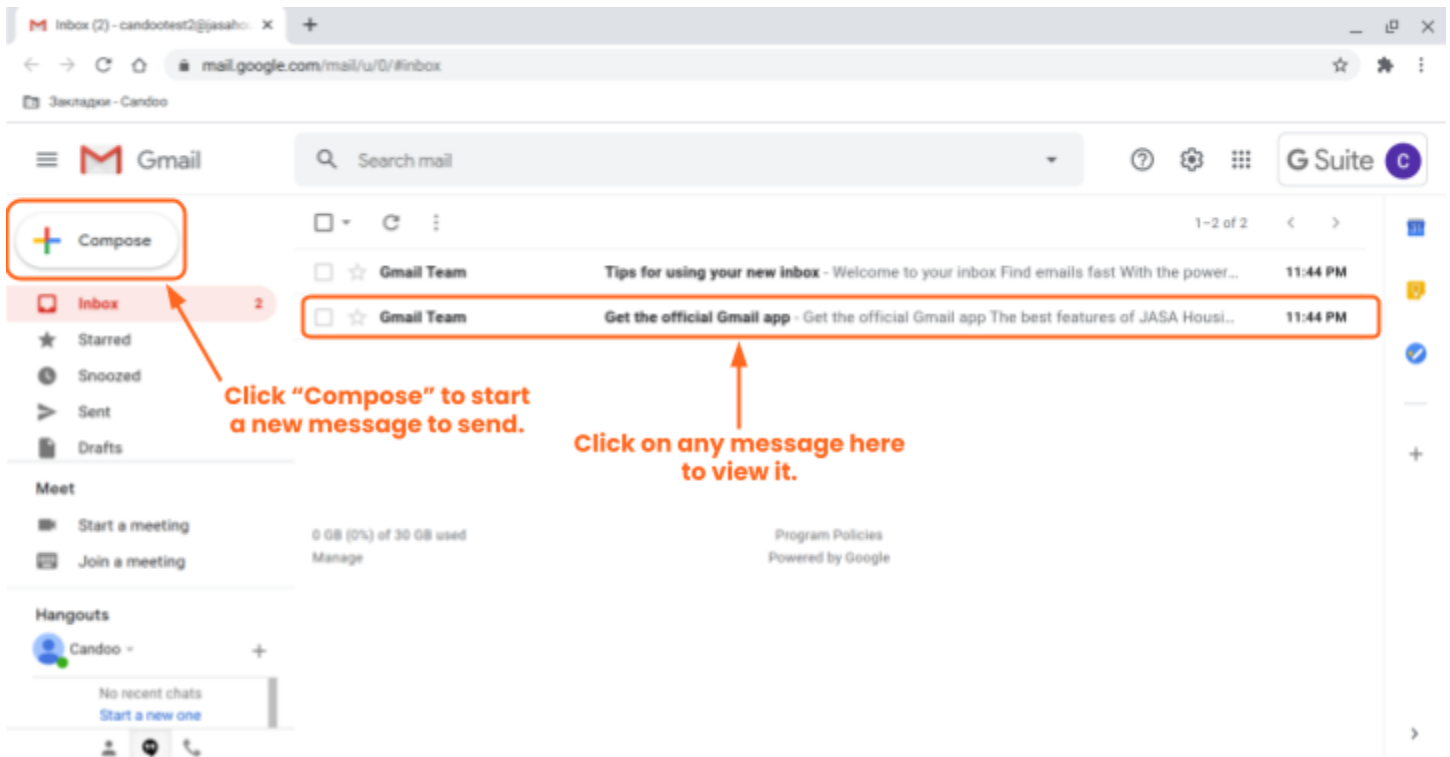 Inbox (2) - candootest2@jasaho
mail.google.com/mail/u/0/#inbox
Закладки - Candoo
Gmail
Search mail
G Suite
C
Compose
1–2 of 2
31
Gmail Team
Tips for using your new inbox - Welcome to your inbox Find emails fast With the power...
11:44 PM
Inbox
2
Gmail Team
Get the official Gmail app - Get the official Gmail app The best features of JASA Housi...
11:44 PM
Starred
Snoozed
Sent
Drafts
Click “Compose” to start
a new message to send.
Click on any message here
to view it.
Meet
Start a meeting
Join a meeting
0 GB (0%) of 30 GB used
Manage
Program Policies
Powered by Google
Hangouts
Candoo
No recent chats
Start a new one